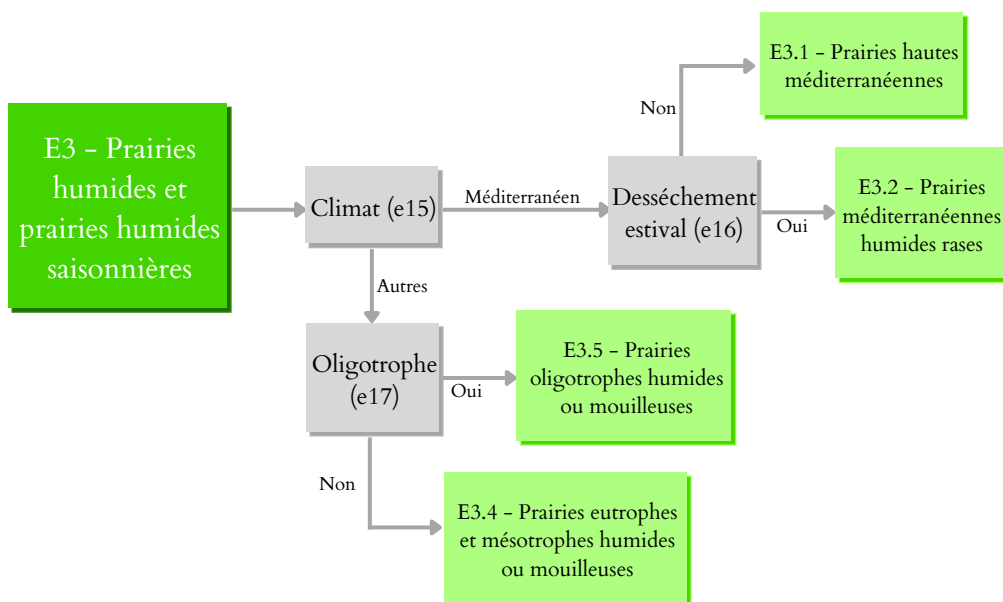 E3.1 - Prairies hautes
méditerranéennes
Non
E3 - Prairies
humides et
prairies humides
saisonnières
Climat (e15)
Méditerranéen
Desséchement
estival (e16)
Oui
E3.2 - Prairies
méditerranéennes
humides rases
Autres
Oligotrophe
(e17)
Oui
E3.5 - Prairies
oligotrophes humides
ou mouilleuses
Non
E3.4 - Prairies eutrophes
et mésotrophes humides
ou mouilleuses